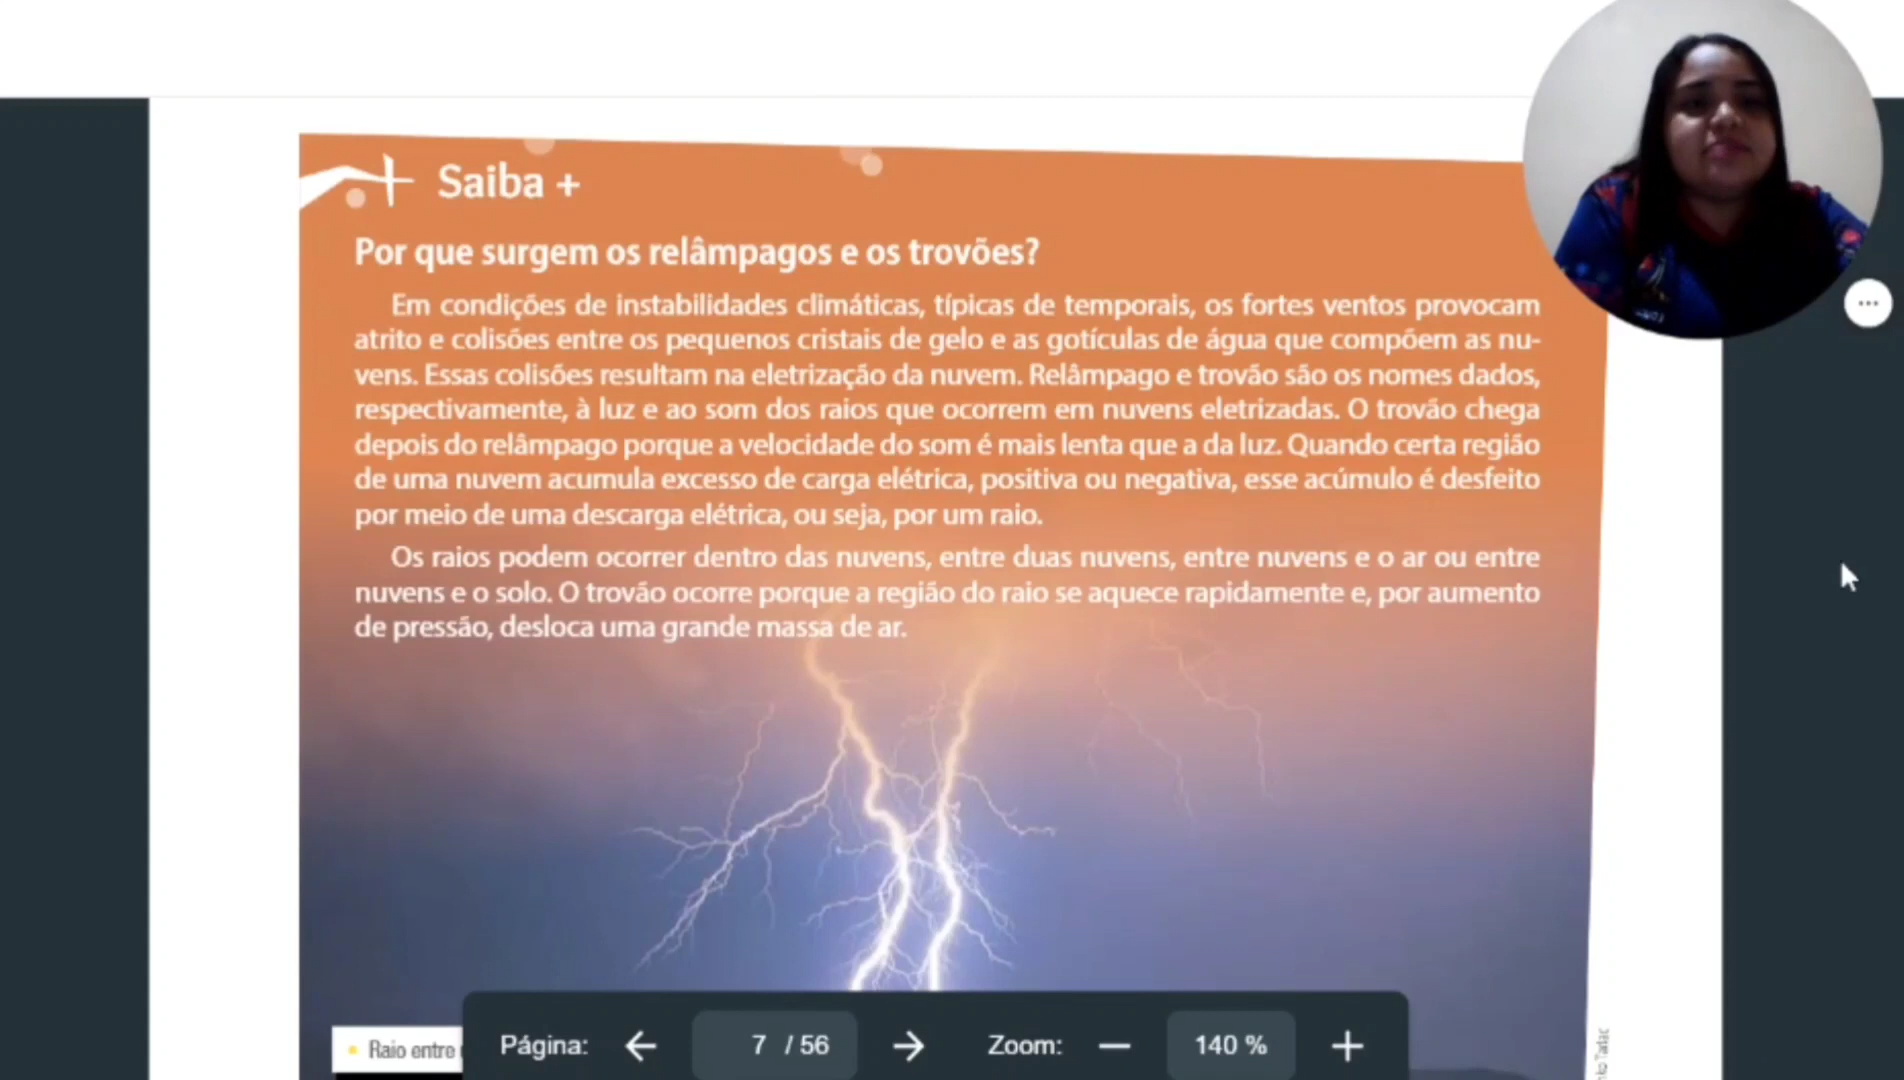 Saiba +
Por que surgem os relâmpagos e os trovões?
Em condições de instabilidades climáticas, típicas de temporais, os fortes ventos provocam
atrito e colisões entre os pequenos cristais de gelo e as gotículas de água que compõem as nu-
vens. Essas colisões resultam na eletrização da nuvem. Relâmpago e trovão são os nomes dados,
respectivamente, à luz e ao som dos raios que ocorrem em nuvens eletrizadas. O trovão chega
depois do relâmpago porque a velocidade do som é mais lenta que a da luz. Quando certa região
de uma nuvem acumula excesso de carga elétrica, positiva ou negativa, esse acúmulo é desfeito
por meio de uma descarga elétrica, ou seja, por um raio.
Os raios podem ocorrer dentro das nuvens, entre duas nuvens, entre nuvens e o ar ou entre
nuvens e o solo. O trovão ocorre porque a região do raio se aquece rapidamente e, por aumento
de pressão, desloca uma grande massa de ar.
Raio entre
Página: 7 / 56 Zoom: 140 %